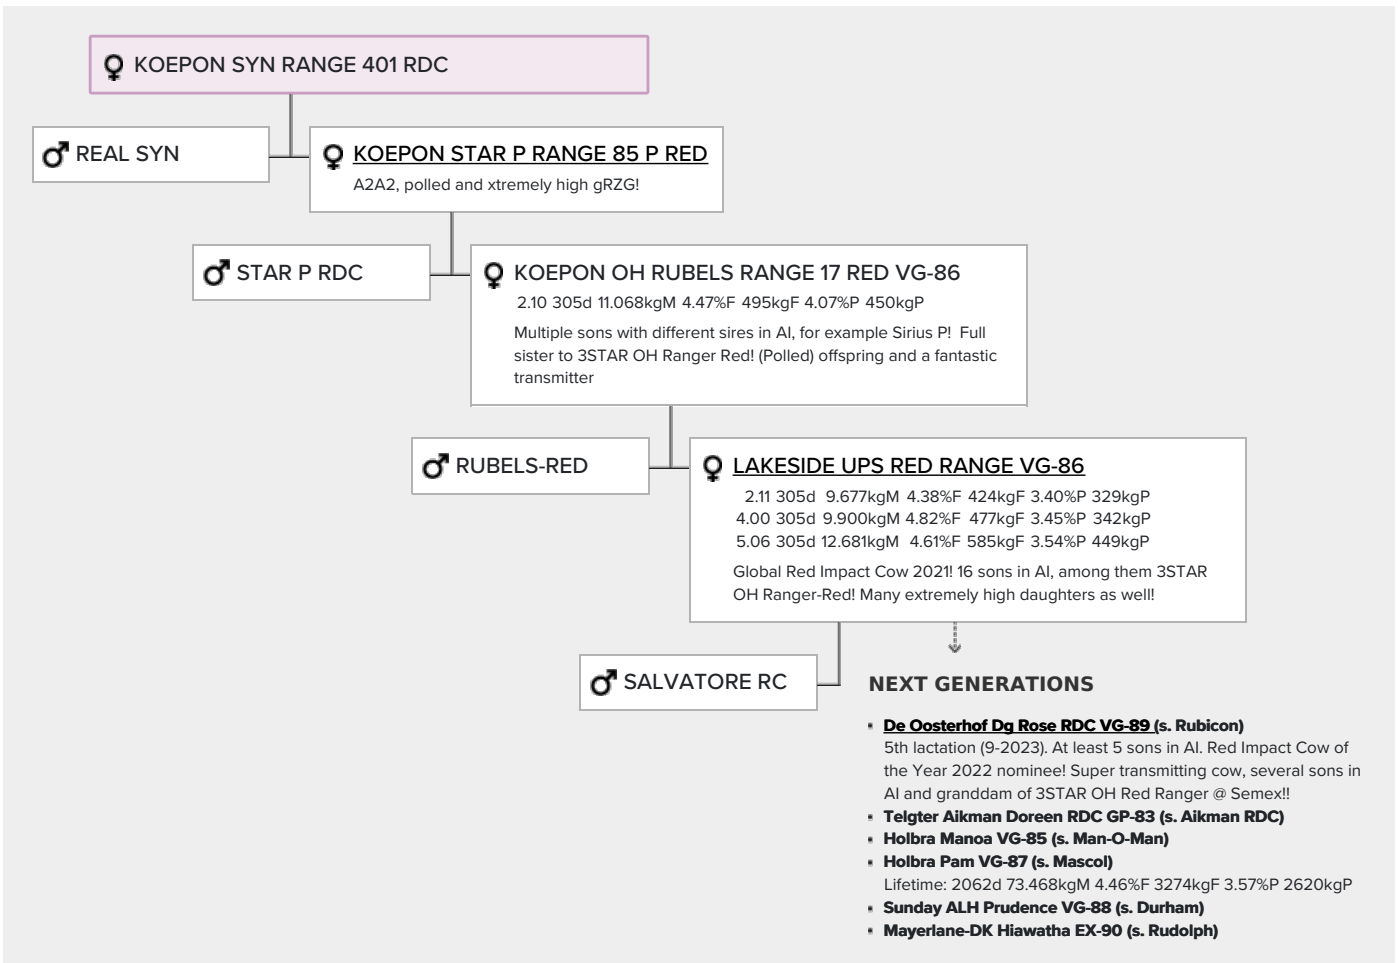 KOEPON SYN RANGE 401 RDC
REAL SYN
KOEPON STAR P RANGE 85 P RED
A2A2, polled and xtremely high gRZG!
STAR P RDC
KOEPON OH RUBELS RANGE 17 RED VG-86
2.10 305d 11.068kgM 4.47%F 495kgF 4.07%P 450kgP
Multiple sons with different sires in AI, for example Sirius P! Full
sister to 3STAR OH Ranger Red! (Polled) offspring and a fantastic
transmitter
RUBELS-RED
LAKESIDE UPS RED RANGE VG-86
2.11 305d 9.677kgM 4.38%F 424kgF 3.40%P 329kgP
4.00 305d 9.900kgM 4.82%F 477kgF 3.45%P 342kgP
5.06 305d 12.681kgM 4.61%F 585kgF 3.54%P 449kgP
Global Red Impact Cow 2021! 16 sons in AI, among them 3STAR
OH Ranger-Red! Many extremely high daughters as well!
SALVATORE RC
NEXT GENERATIONS
De Oosterhof Dg Rose RDC VG-89 (s. Rubicon)
5th lactation (9-2023). At least 5 sons in AI. Red Impact Cow of
the Year 2022 nominee! Super transmitting cow, several sons in
AI and granddam of 3STAR OH Red Ranger @ Semex!!
Telgter Aikman Doreen RDC GP-83 (s. Aikman RDC)
Holbra Manoa VG-85 (s. Man-O-Man)
Holbra Pam VG-87 (s. Mascol)
Lifetime: 2062d 73.468kgM 4.46%F 3274kgF 3.57%P 2620kgP
Sunday ALH Prudence VG-88 (s. Durham)
Mayerlane-DK Hiawatha EX-90 (s. Rudolph)